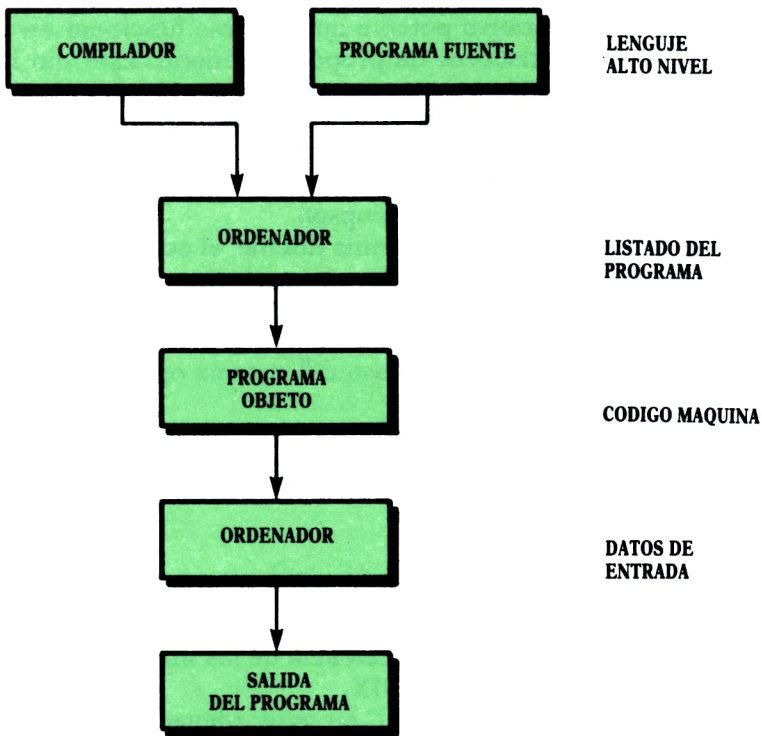 COMPILADOR
PROGRAMA FUENTE
LENGUJE
ALTO NIVEL
ORDENADOR
LISTADO DEL
PROGRAMA
PROGRAMA
OBJETO
CODIGO MAQUINA
ORDENADOR
DATOS DE
ENTRADA
SALIDA
DEL PROGRAMA